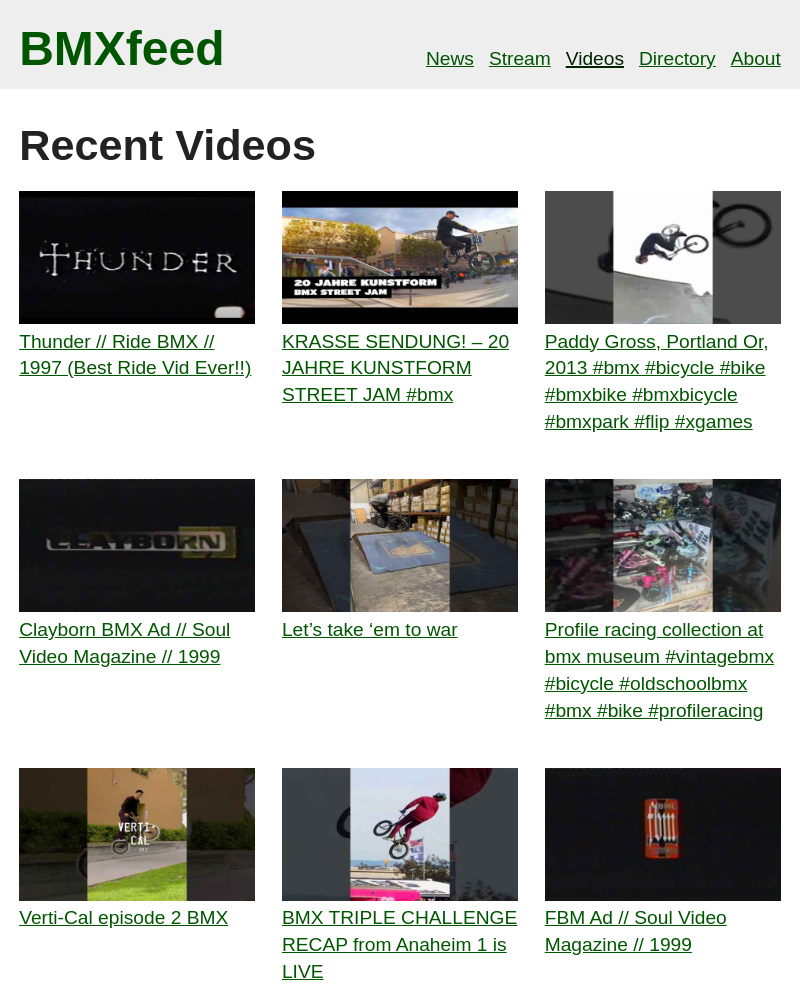 BMXfeed
News Stream Videos Directory About
Recent Videos
THUNDER
20 JAHRE KUNSTFORM
BMX STREET JAM
Thunder // Ride BMX //
1997 (Best Ride Vid Ever!!)
KRASSE SENDUNG! – 20
JAHRE KUNSTFORM
STREET JAM #bmx
Paddy Gross, Portland Or,
2013 #bmx #bicycle #bike
#bmxbike #bmxbicycle
#bmxpark #flip #xgames
CLAYBORN
Clayborn BMX Ad // Soul
Video Magazine // 1999
Let’s take ‘em to war
Profile racing collection at
bmx museum #vintagebmx
#bicycle #oldschoolbmx
#bmx #bike #profileracing
VERTI-
CAL
BIKE
Verti-Cal episode 2 BMX
BMX TRIPLE CHALLENGE
RECAP from Anaheim 1 is
LIVE
FBM Ad // Soul Video
Magazine // 1999